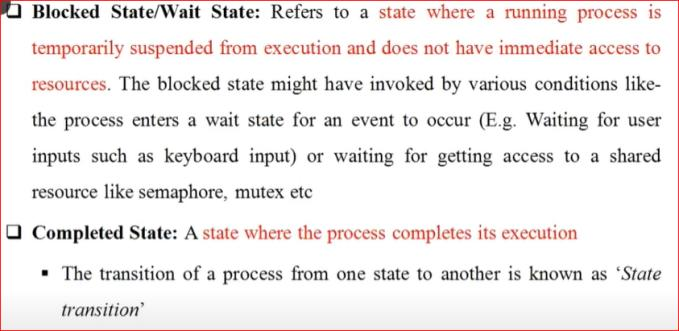 ❑ Blocked State/Wait State: Refers to a state where a running process is
temporarily suspended from execution and does not have immediate access to
resources. The blocked state might have invoked by various conditions like-
the process enters a wait state for an event to occur (E.g. Waiting for user
inputs such as keyboard input) or waiting for getting access to a shared
resource like semaphore, mutex etc
❑ Completed State: A state where the process completes its execution
▪ The transition of a process from one state to another is known as ‘State
transition’